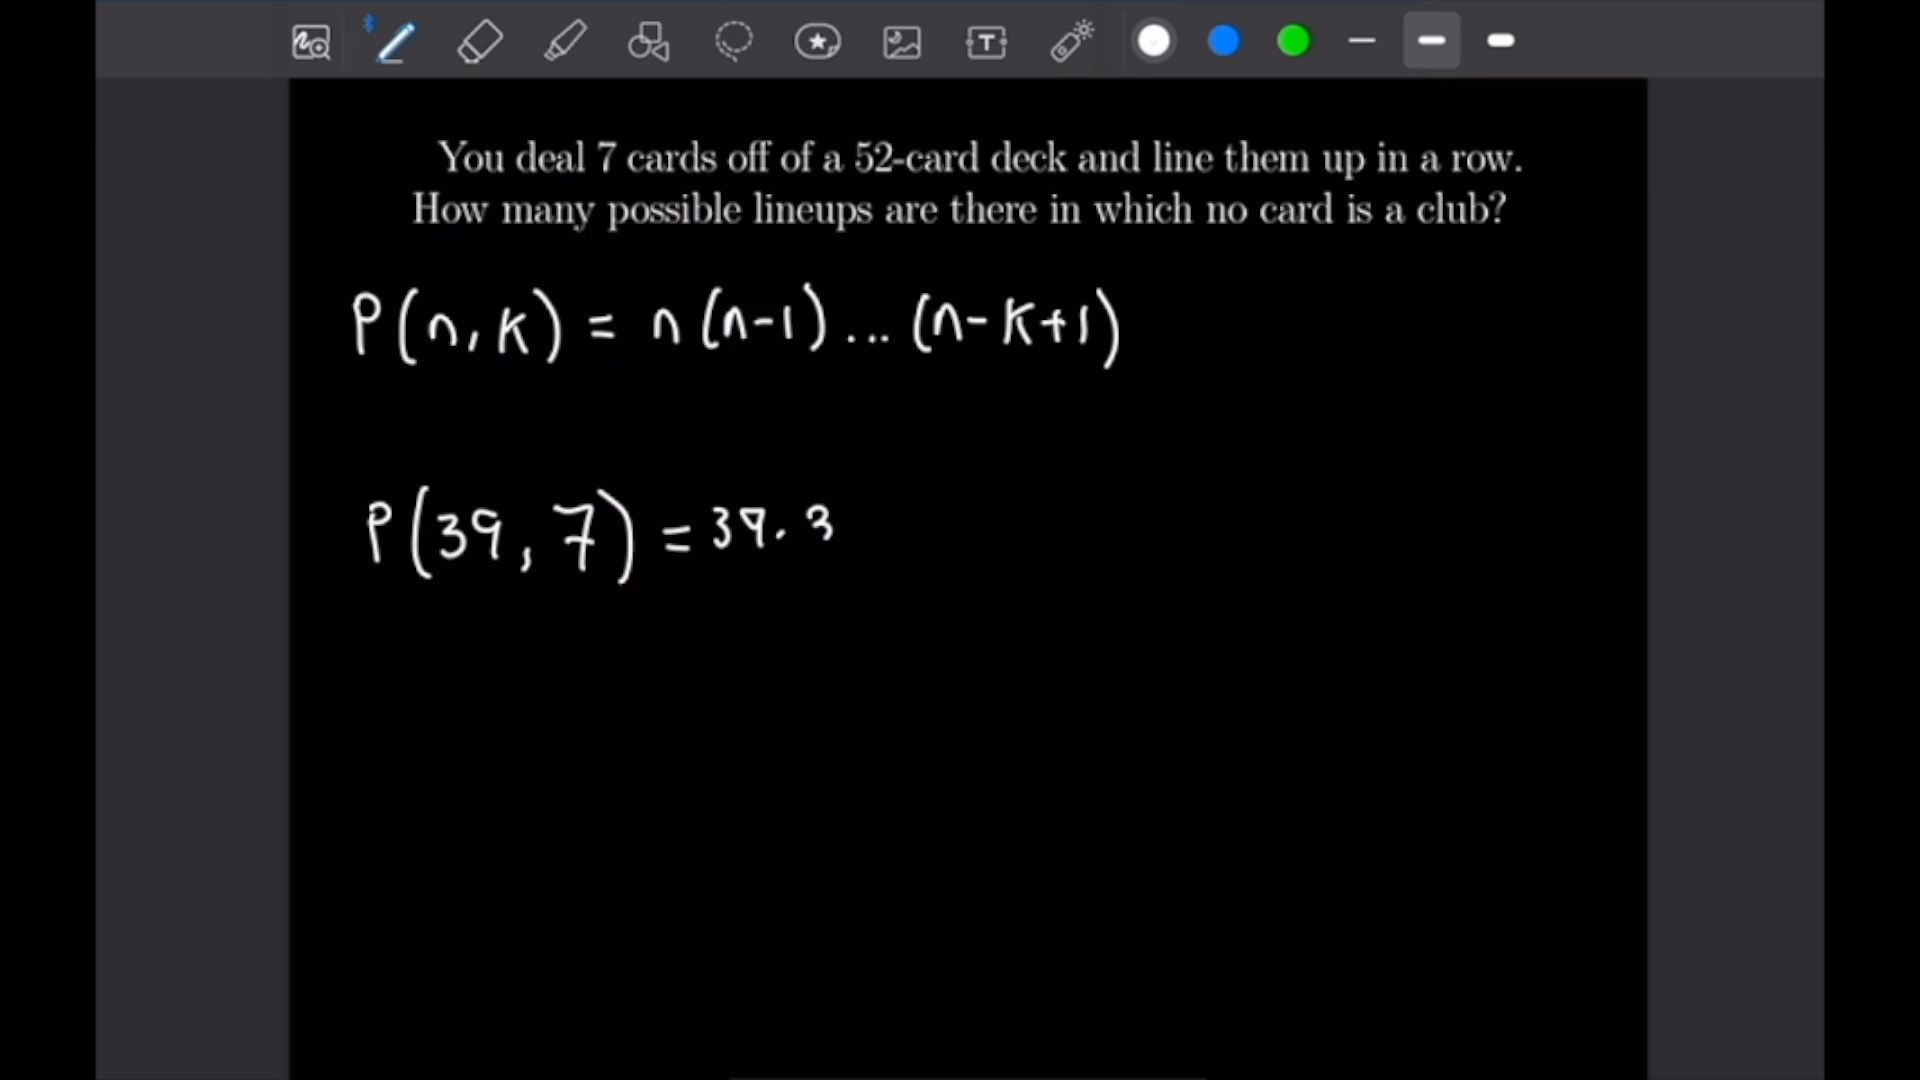 You deal 7 cards off of a 52-card deck and line them up in a row.
How many possible lineups are there in which no card is a club?
P(n, k) = n (n-1) ... (n-k+1)
P(39, 7) = 39. 3